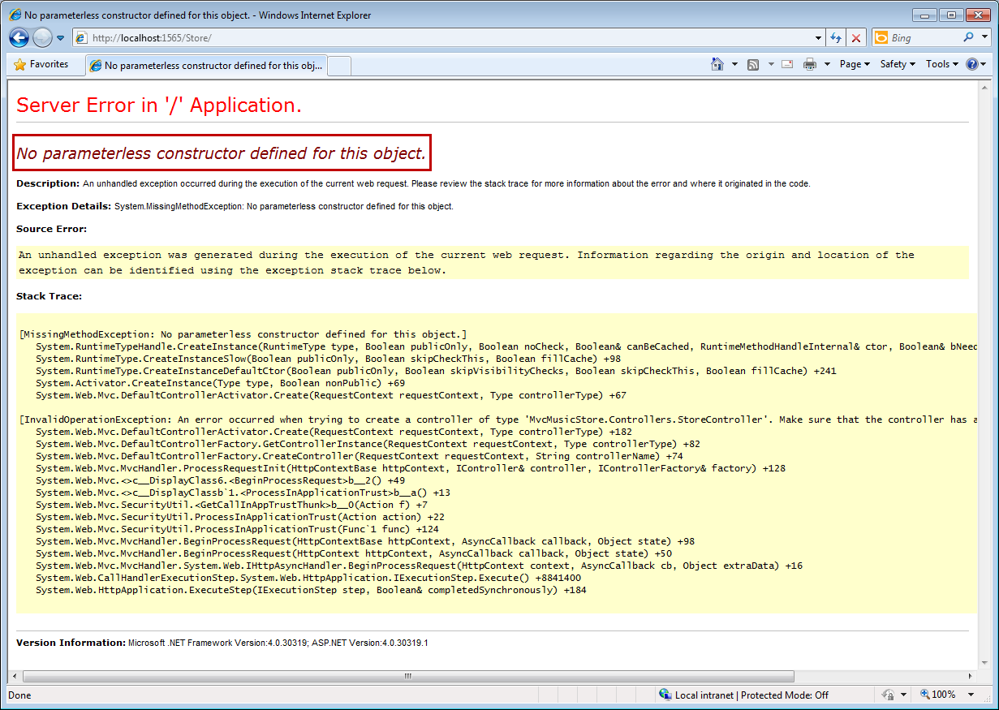 No parameterless constructor defined for this object. - Windows Internet Explorer
http://localhost:1565/Store/
Bing
Favorites
No parameterless constructor defined for this obj...
Page
Safety
Tools
Server Error in '/' Application.
No parameterless constructor defined for this object.
Description: An unhandled exception occurred during the execution of the current web request. Please review the stack trace for more information about the error and where it originated in the code.
Exception Details: System.MissingMethodException: No parameterless constructor defined for this object.
Source Error:
An unhandled exception was generated during the execution of the current web request. Information regarding the origin and location of the
exception can be identified using the exception stack trace below.
Stack Trace:
[MissingMethodException: No parameterless constructor defined for this object.]
System.RuntimeTypeHandle.CreateInstance(RuntimeType type, Boolean publicOnly, Boolean noCheck, Boolean& canBeCached, RuntimeMethodHandleInternal& ctor, Boolean& bNeed
System.RuntimeType.CreateInstanceSlow(Boolean publicOnly, Boolean skipCheckThis, Boolean fillCache) +98
System.RuntimeType.CreateInstanceDefaultCtor(Boolean publicOnly, Boolean skipVisibilityChecks, Boolean skipCheckThis, Boolean fillCache) +241
System.Activator.CreateInstance(Type type, Boolean nonPublic) +69
System.Web.Mvc.DefaultControllerActivator.Create(RequestContext requestContext, Type controllerType) +67
[InvalidOperationException: An error occurred when trying to create a controller of type 'MvcMusicStore.Controllers.StoreController'. Make sure that the controller has a
System.Web.Mvc.DefaultControllerActivator.Create(RequestContext requestContext, Type controllerType) +182
System.Web.Mvc.DefaultControllerFactory.GetControllerInstance(RequestContext requestContext, Type controllerType) +82
System.Web.Mvc.DefaultControllerFactory.CreateController(RequestContext requestContext, String controllerName) +74
System.Web.Mvc.MvcHandler.ProcessRequestInit(HttpContextBase httpContext, IController& controller, IControllerFactory& factory) +128
System.Web.Mvc.<>c__DisplayClass6.<BeginProcessRequest>b__2() +49
System.Web.Mvc.<>c__DisplayClassb`1.<ProcessInApplicationTrust>b__a() +13
System.Web.Mvc.SecurityUtil.<GetCallInAppTrustThunk>b__0(Action f) +7
System.Web.Mvc.SecurityUtil.ProcessInApplicationTrust(Action action) +22
System.Web.Mvc.SecurityUtil.ProcessInApplicationTrust(Func`1 func) +124
System.Web.Mvc.MvcHandler.BeginProcessRequest(HttpContextBase httpContext, AsyncCallback callback, Object state) +98
System.Web.Mvc.MvcHandler.BeginProcessRequest(HttpContext httpContext, AsyncCallback callback, Object state) +50
System.Web.Mvc.MvcHandler.System.Web.IHttpAsyncHandler.BeginProcessRequest(HttpContext context, AsyncCallback cb, Object extraData) +16
System.Web.CallHandlerExecutionStep.System.Web.HttpApplication.IExecutionStep.Execute() +8841400
System.Web.HttpApplication.ExecuteStep(IExecutionStep step, Boolean& completedSynchronously) +184
Version Information: Microsoft .NET Framework Version:4.0.30319; ASP.NET Version:4.0.30319.1
Done
Local intranet | Protected Mode: Off
100%